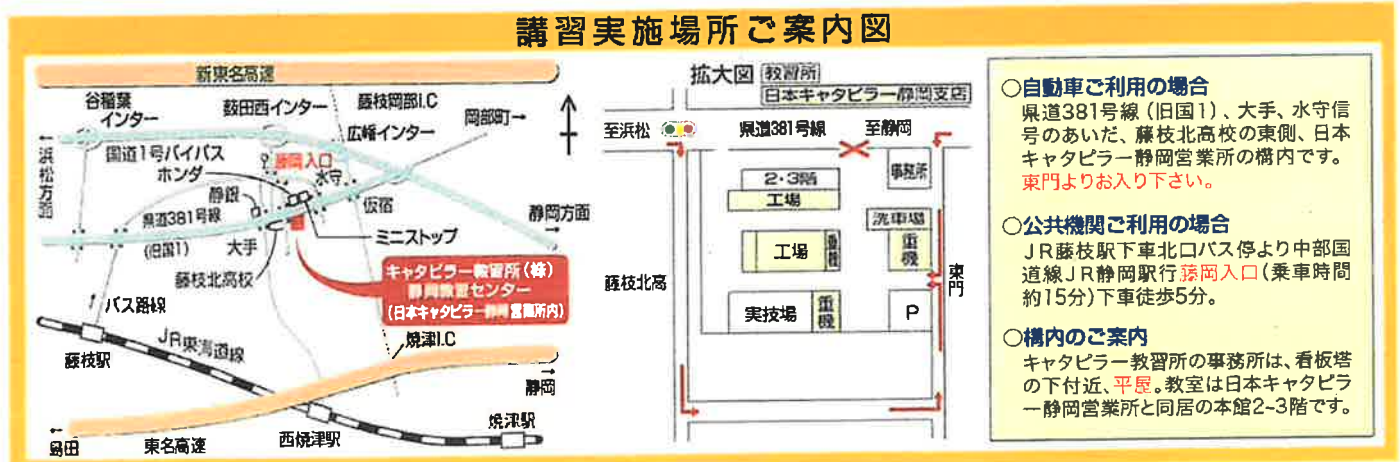 講習実施場所ご案内図
新東名高速
谷稲葉
インター
薮田西インター
藤枝岡部I.C
広幡インター
岡部町→
←浜松方面
国道1号バイパス
藤岡入口
ホンダ
水守
静銀
県道381号線
(旧国1)
大手
仮宿
静岡方面
→
ミニストップ
藤枝北高校
キャタピラー教習所(株)
静岡教習センター
(日本キャタピラー静岡営業所内)
バス路線
藤枝駅
JR東海道線
焼津I.C
→
静岡
←
島田
東名高速
西焼津駅
焼津駅
拡大図
教習所
日本キャタピラー静岡支店
至浜松
県道381号線
至静岡
2・3階
工場
事務所
洗車場
工場
重機
重機
藤枝北高
東門
実技場
重機
P
○自動車ご利用の場合
県道381号線(旧国1)、大手、水守信
号のあいだ、藤枝北高校の東側、日本
キャタピラー静岡営業所の構内です。
東門よりお入り下さい。
○公共機関ご利用の場合
JR藤枝駅下車北口バス停より中部国
道線JR静岡駅行藤岡入口(乗車時間
約15分)下車徒歩5分。
○構内のご案内
キャタピラー教習所の事務所は、看板塔
の下付近、平屋。教室は日本キャタピラ
ー静岡営業所と同居の本館2~3階です。